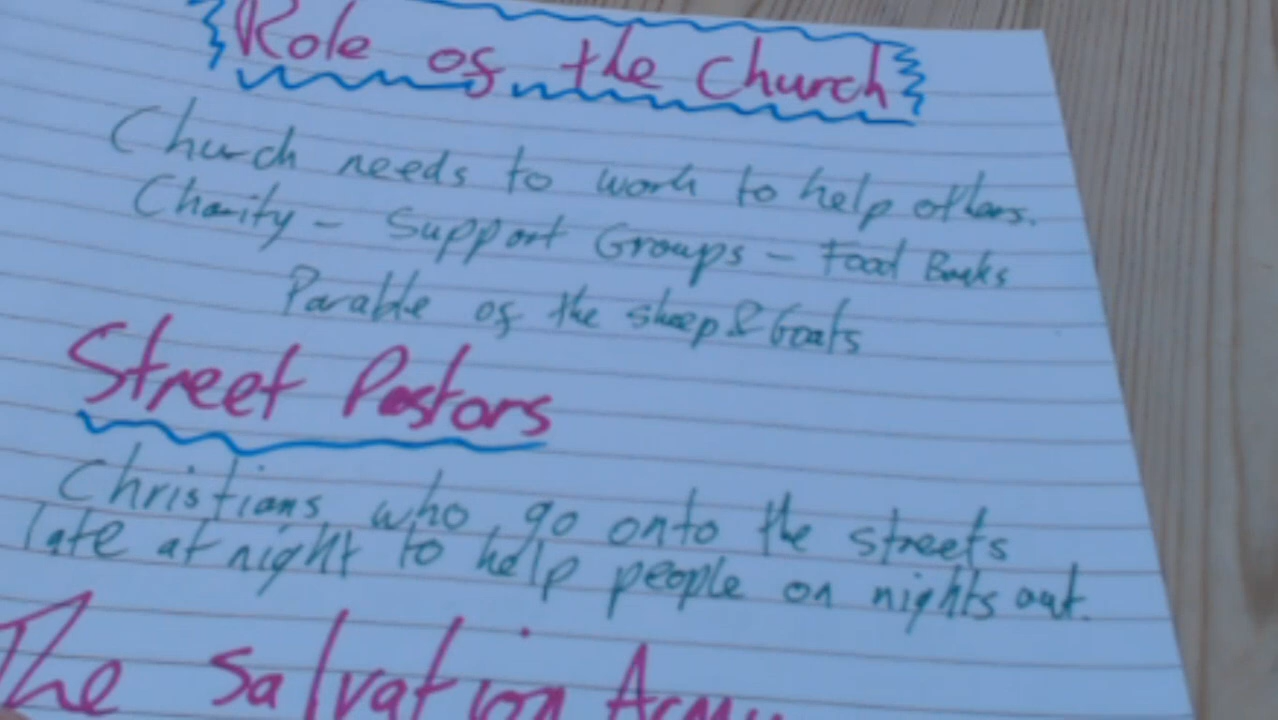 Role of the Church
Church needs to work to help others.
Charity - Support Groups - Food Banks
Parable of the sheep & Goats
Street Pastors
Christians who go onto the streets
late at night to help people on nights out.
The Salvation Army